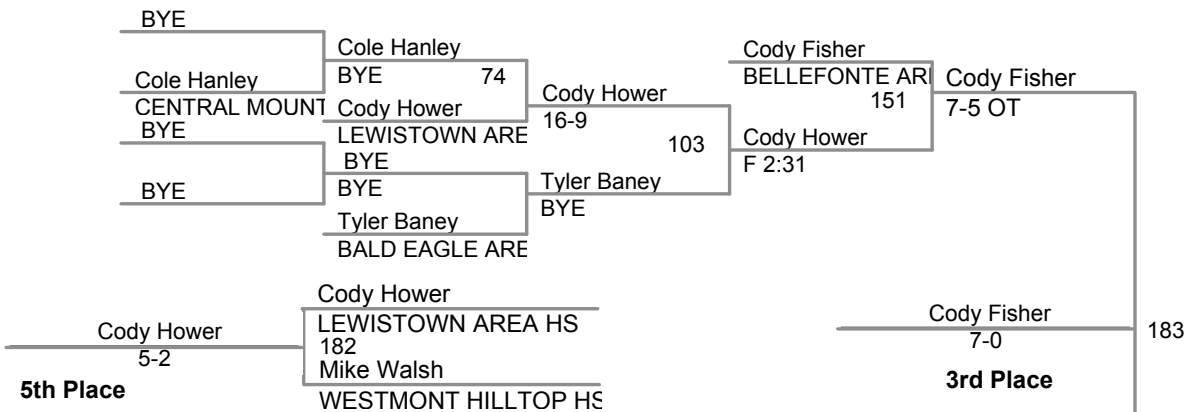 BYE
Cole Hanley
CENTRAL MOUNT
BYE
BYE
Cole Hanley
BYE 74
Cody Hower
LEWISTOWN ARE
BYE
BYE
Tyler Baney
BALD EAGLE ARE
Cody Hower
16-9
103
Tyler Baney
BYE
Cody Fisher
BELLEFONTE ARE
151
Cody Hower
F 2:31
Cody Fisher
7-5 OT
Cody Hower
5-2
5th Place
Cody Hower
LEWISTOWN AREA HS
182
Mike Walsh
WESTMONT HILLTOP HS
Cody Fisher
7-0
3rd Place
183